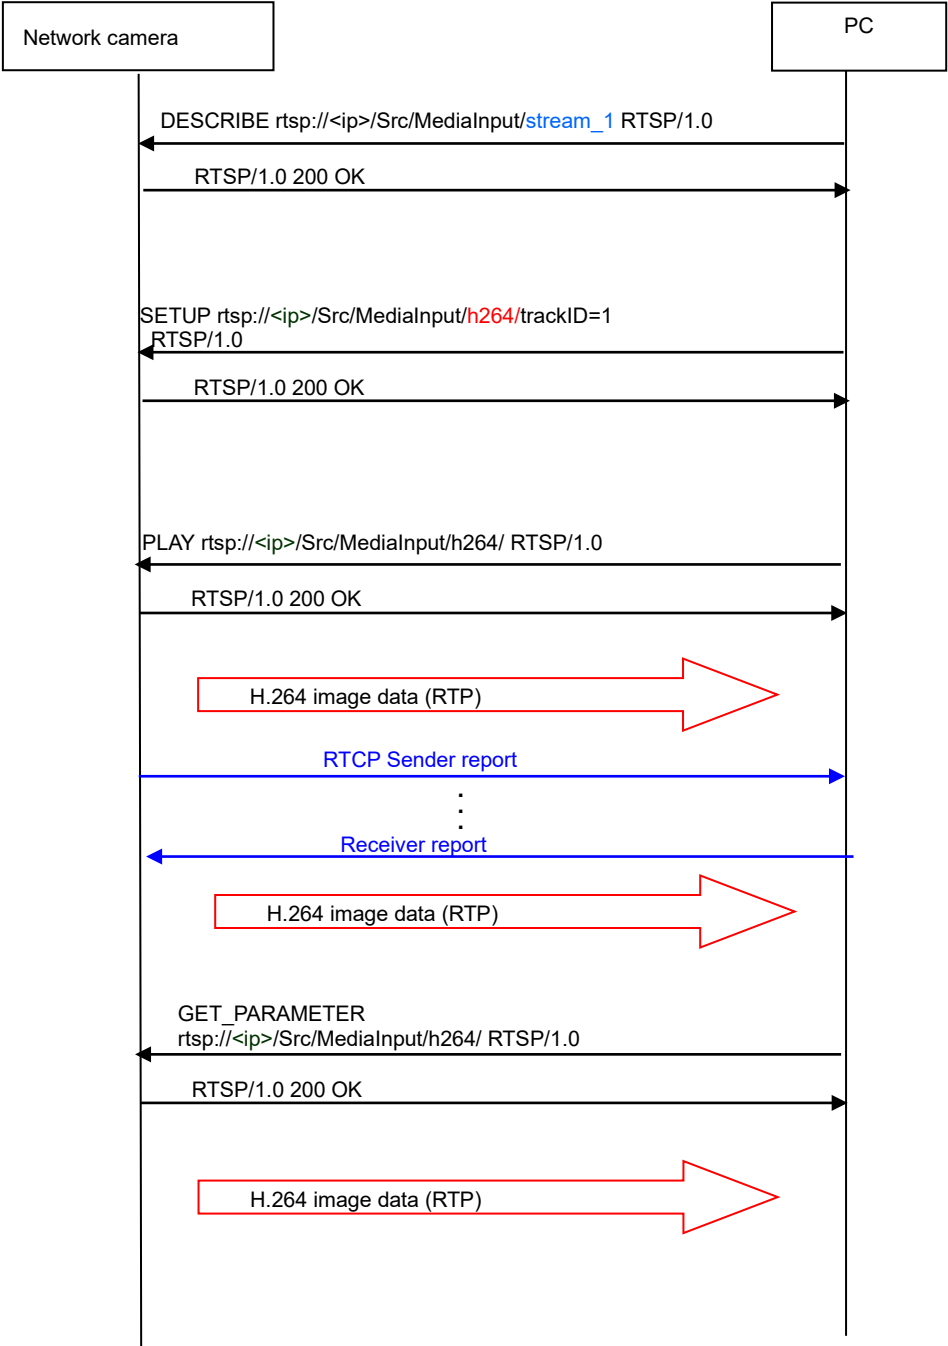 Network camera
PC
DESCRIBE rtsp://<ip>/Src/MediaInput/stream_1 RTSP/1.0
RTSP/1.0 200 OK
SETUP rtsp://<ip>/Src/MediaInput/h264/trackID=1
RTSP/1.0
RTSP/1.0 200 OK
PLAY rtsp://<ip>/Src/MediaInput/h264/ RTSP/1.0
RTSP/1.0 200 OK
H.264 image data (RTP)
RTCP Sender report
.
.
.
Receiver report
H.264 image data (RTP)
GET_PARAMETER
rtsp://<ip>/Src/MediaInput/h264/ RTSP/1.0
RTSP/1.0 200 OK
H.264 image data (RTP)